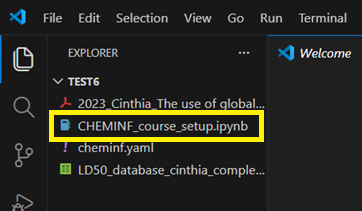 File Edit Selection View Go Run Terminal
EXPLORER ...
Welcome
TEST6
2023_Cinthia_The use of global...
CHEMINF_course_setup.ipynb
cheminf.yaml
LD50_database_cinthia_comple...